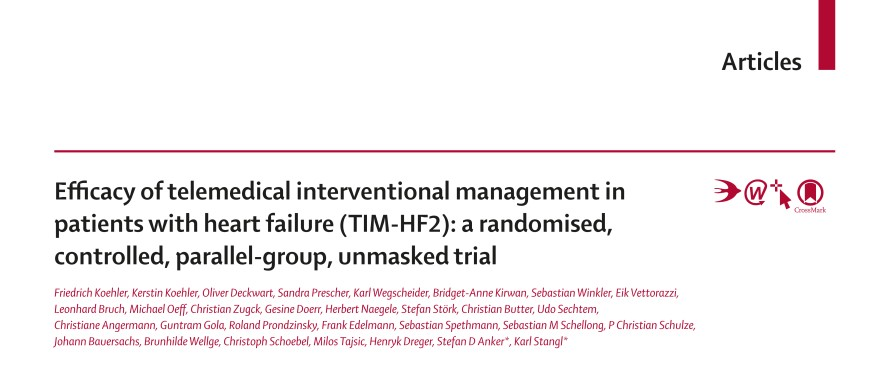 Articles
Efficacy of telemedical interventional management in
patients with heart failure (TIM-HF2): a randomised,
controlled, parallel-group, unmasked trial
W
CrossMark
Friedrich Koehler, Kerstin Koehler, Oliver Deckwart, Sandra Prescher, Karl Wegscheider, Bridget-Anne Kirwan, Sebastian Winkler, Eik Vettorazzi,
Leonhard Bruch, Michael Oeff, Christian Zugck, Gesine Doerr, Herbert Naegele, Stefan Störk, Christian Butter, Udo Sechtem,
Christiane Angermann, Guntram Gola, Roland Prondzinsky, Frank Edelmann, Sebastian Spethmann, Sebastian M Schellong, P Christian Schulze,
Johann Bauersachs, Brunhilde Wellge, Christoph Schoebel, Milos Tajsic, Henryk Dreger, Stefan D Anker*, Karl Stangl*